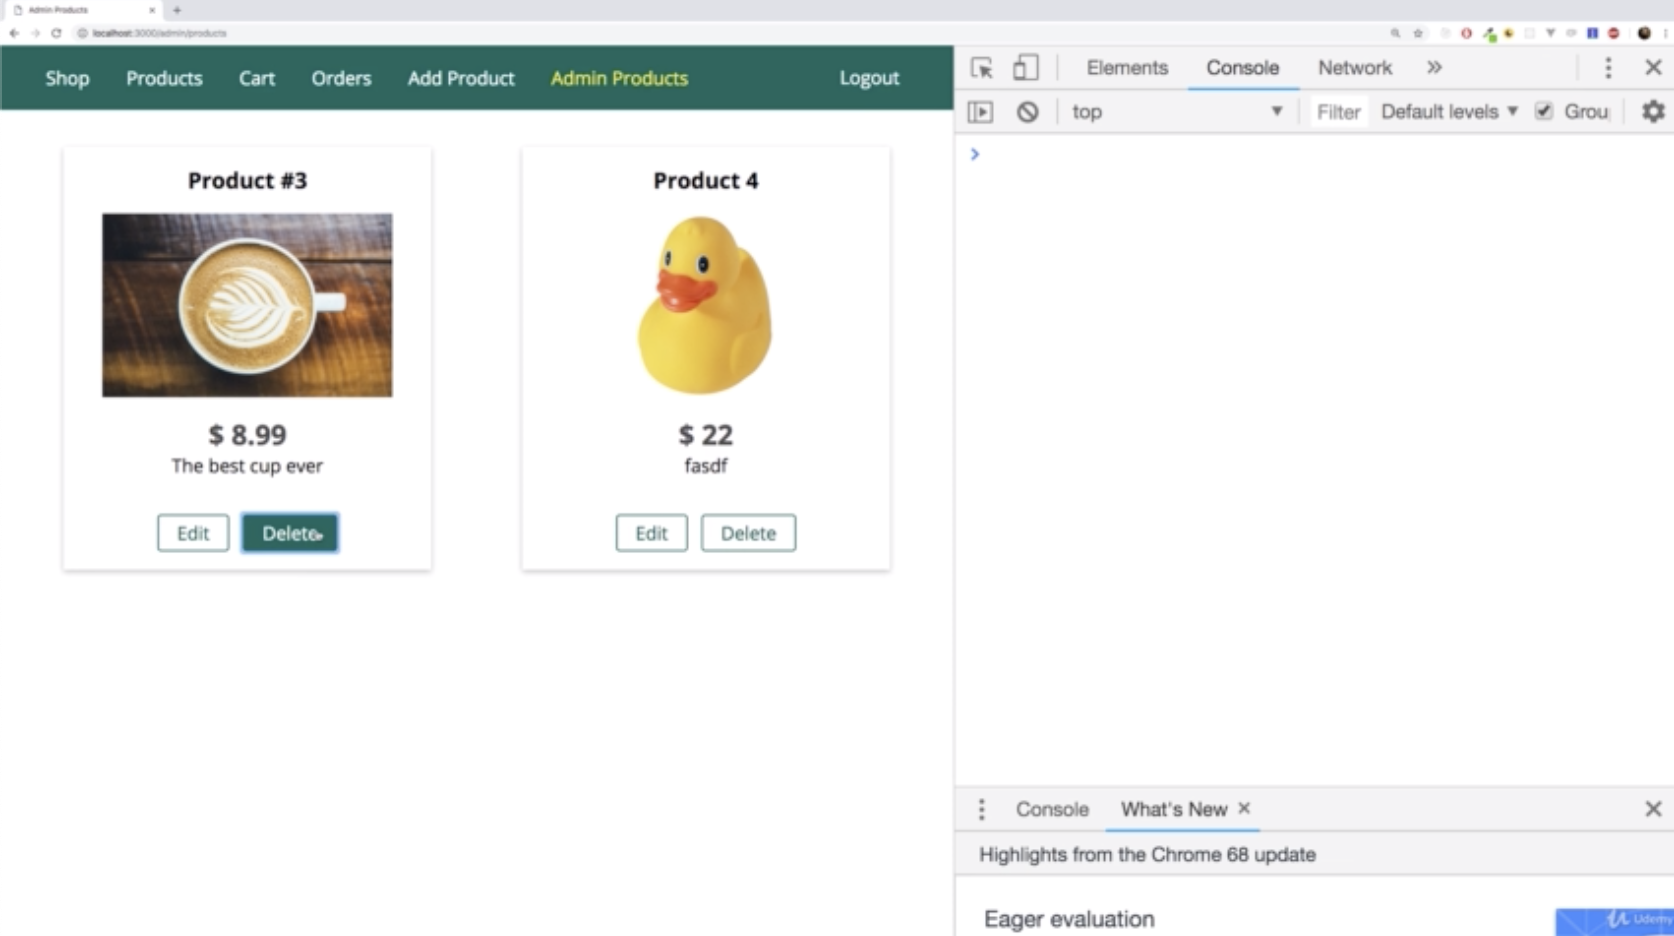 Admin Products
localhost:3000/admin/products
Shop Products Cart Orders Add Product Admin Products Logout
Elements Console Network
top Filter Default levels Grou
Product #3
$ 8.99
The best cup ever
Edit Delete
Product 4
$ 22
fasdf
Edit Delete
Console What's New
Highlights from the Chrome 68 update
Eager evaluation
Udemy